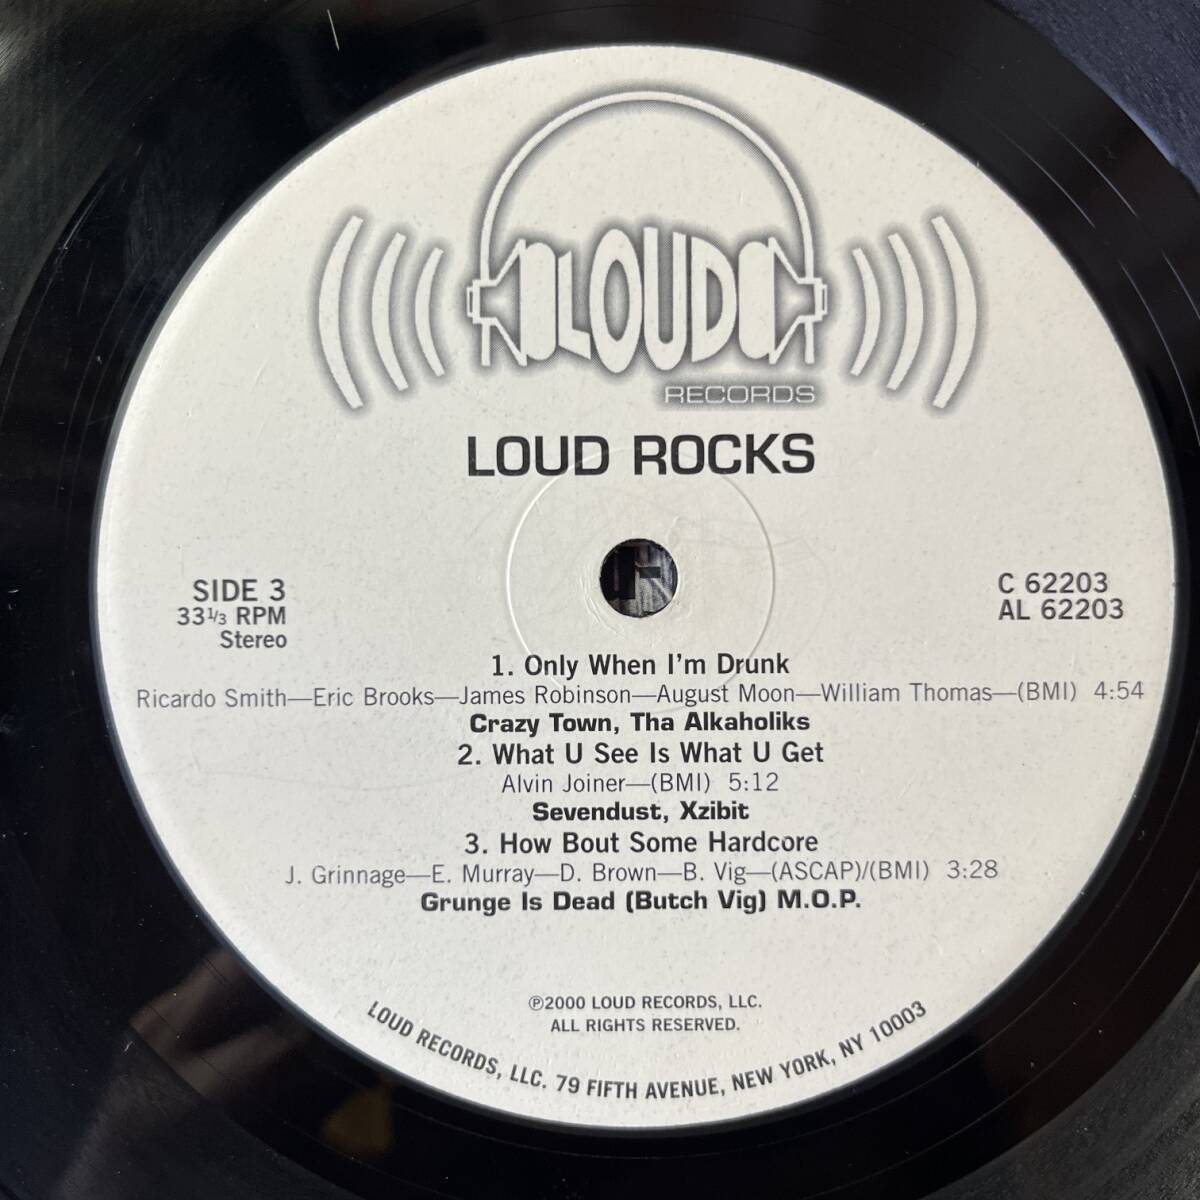 LOUD
RECORDS
LOUD ROCKS
SIDE 3
33⅓ RPM
Stereo
C 62203
AL 62203
1. Only When I'm Drunk
Ricardo Smith—Eric Brooks—James Robinson—August Moon—William Thomas—(BMI) 4:54
Crazy Town, Tha Alkaholiks
2. What U See Is What U Get
Alvin Joiner—(BMI) 5:12
Sevendust, Xzibit
3. How Bout Some Hardcore
J. Grinnage—E. Murray—D. Brown—B. Vig—(ASCAP)/(BMI) 3:28
Grunge Is Dead (Butch Vig) M.O.P.
℗2000 LOUD RECORDS, LLC.
ALL RIGHTS RESERVED.
LOUD RECORDS, LLC. 79 FIFTH AVENUE, NEW YORK, NY 10003